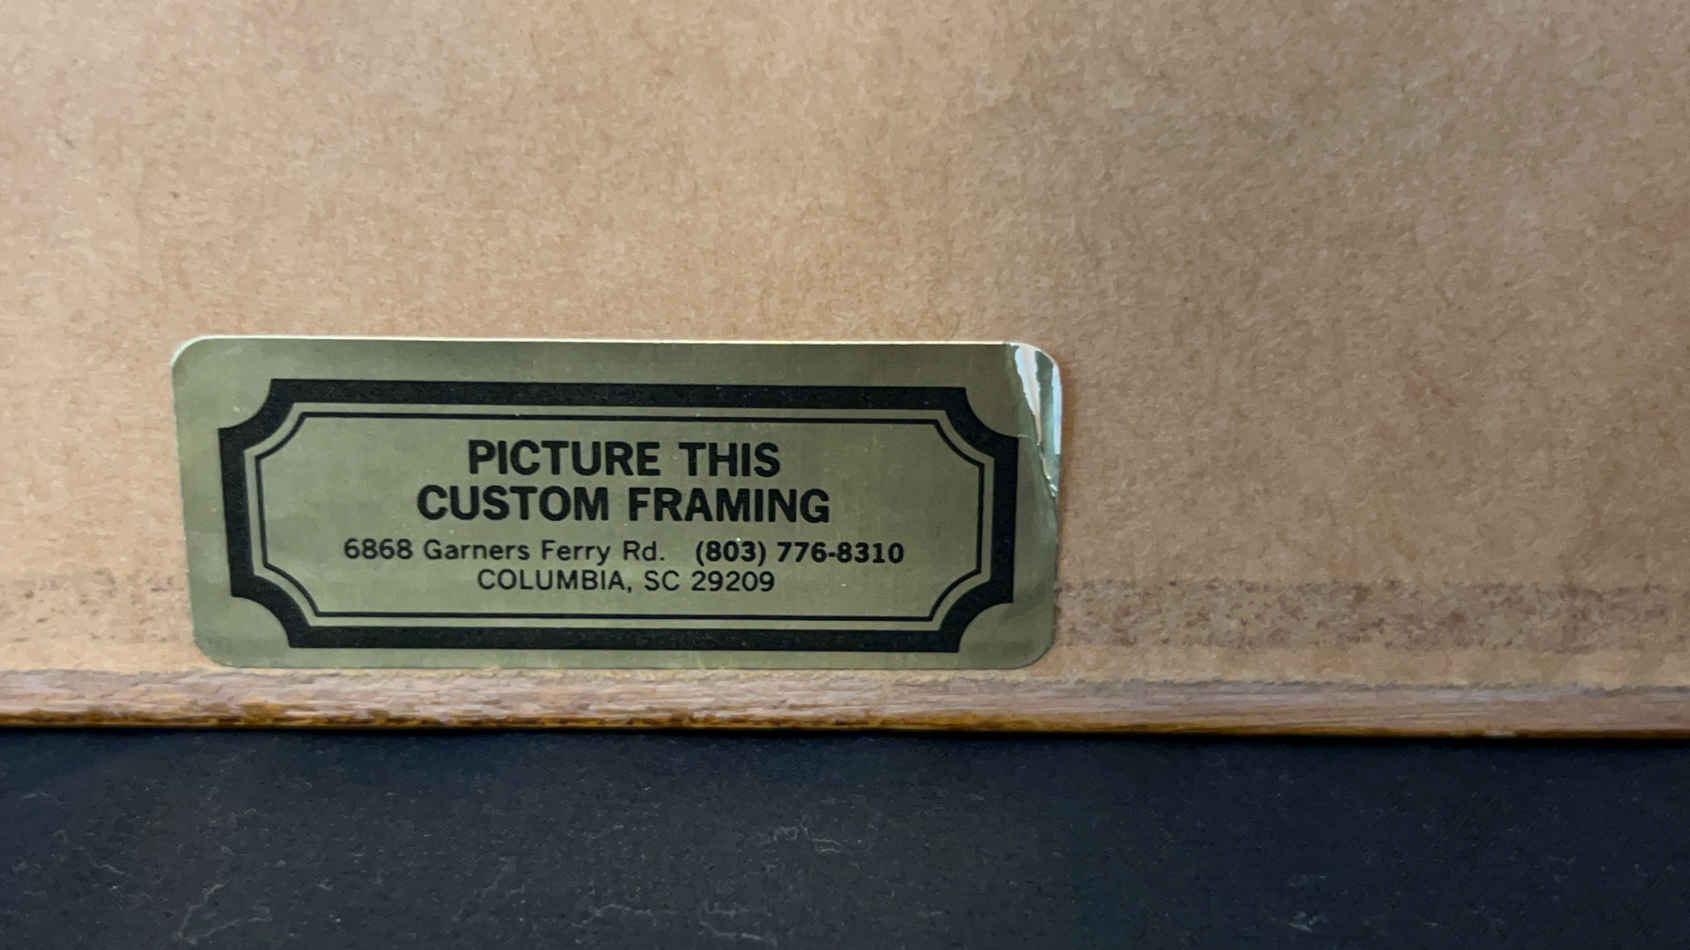 PICTURE THIS
CUSTOM FRAMING
6868 Garners Ferry Rd. (803) 776-8310
COLUMBIA, SC 29209